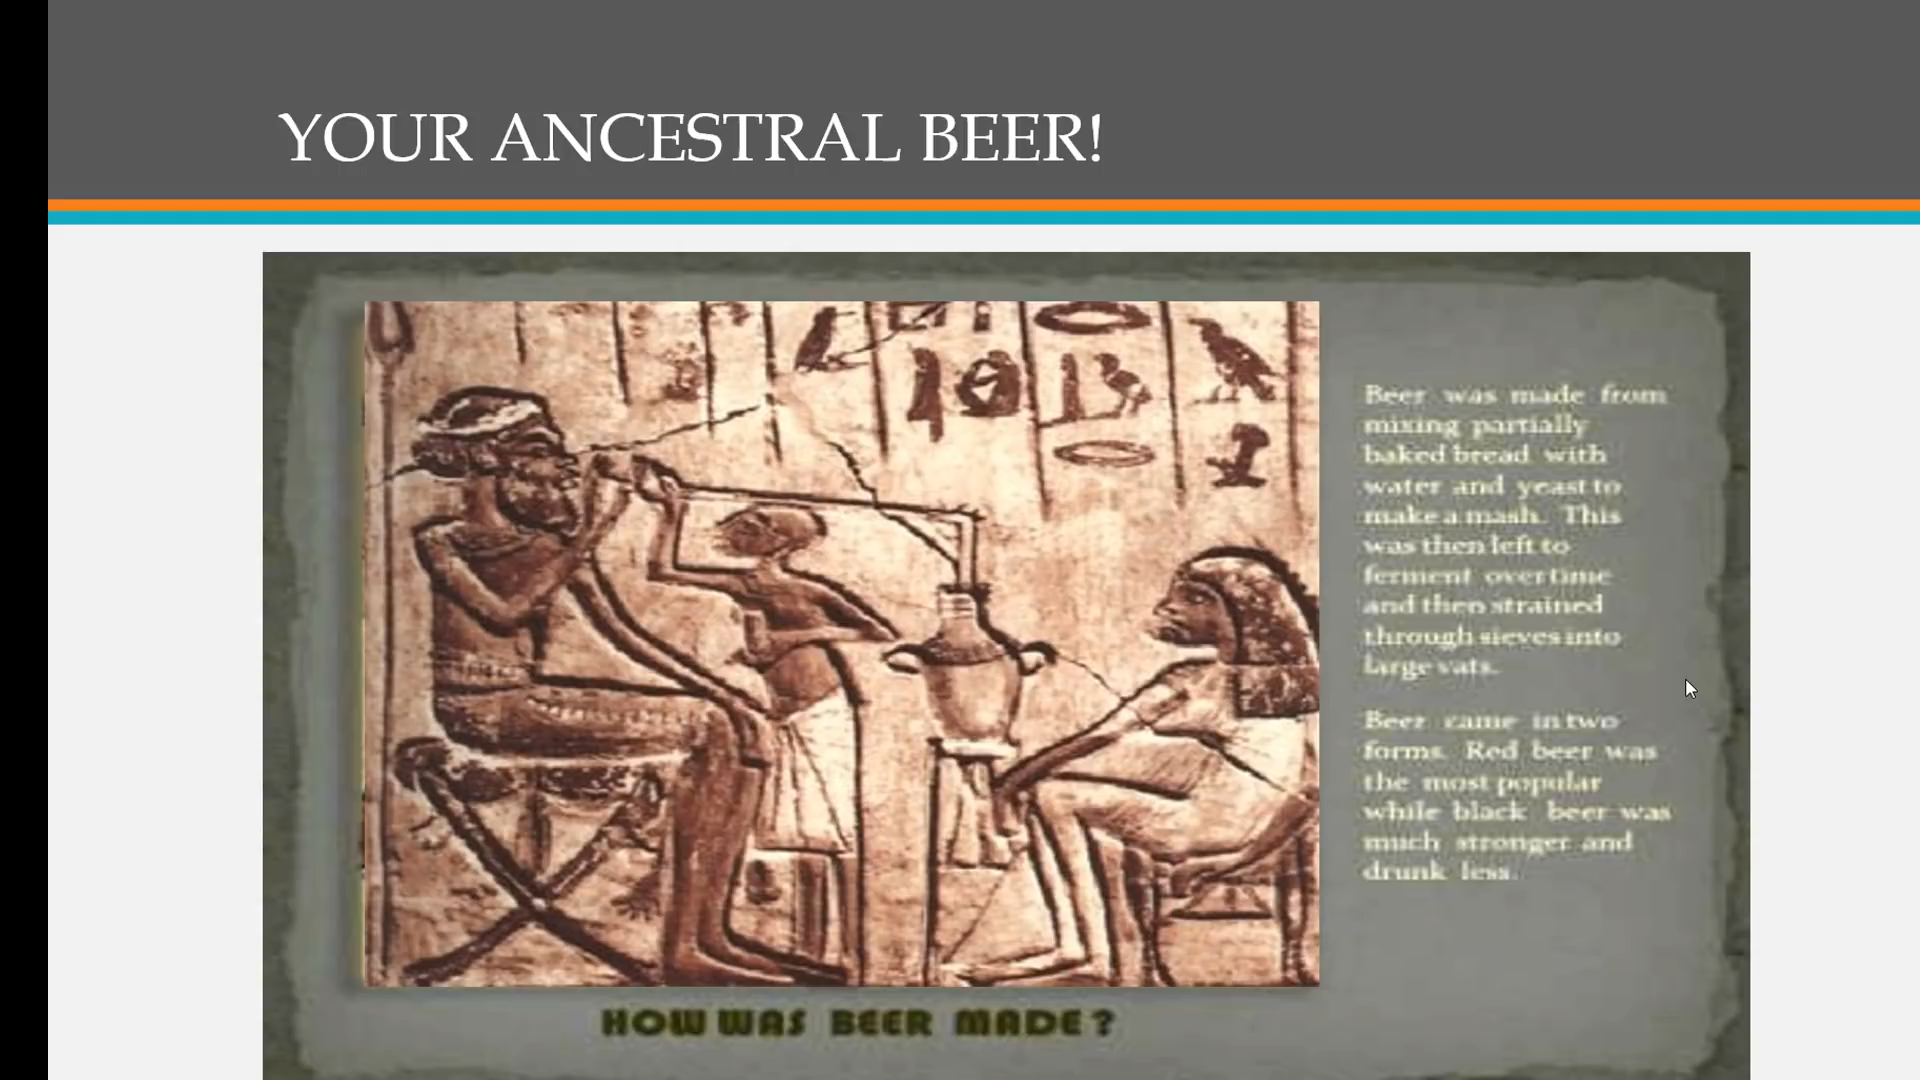 YOUR ANCESTRAL BEER!
Beer was made from
mixing partially
baked bread with
water and yeast to
make a mash. This
was then left to
ferment over time
and then strained
through sieves into
large vats.
Beer came in two
forms. Red beer was
the most popular
while black beer was
much stronger and
drunk less.
HOW WAS BEER MADE?